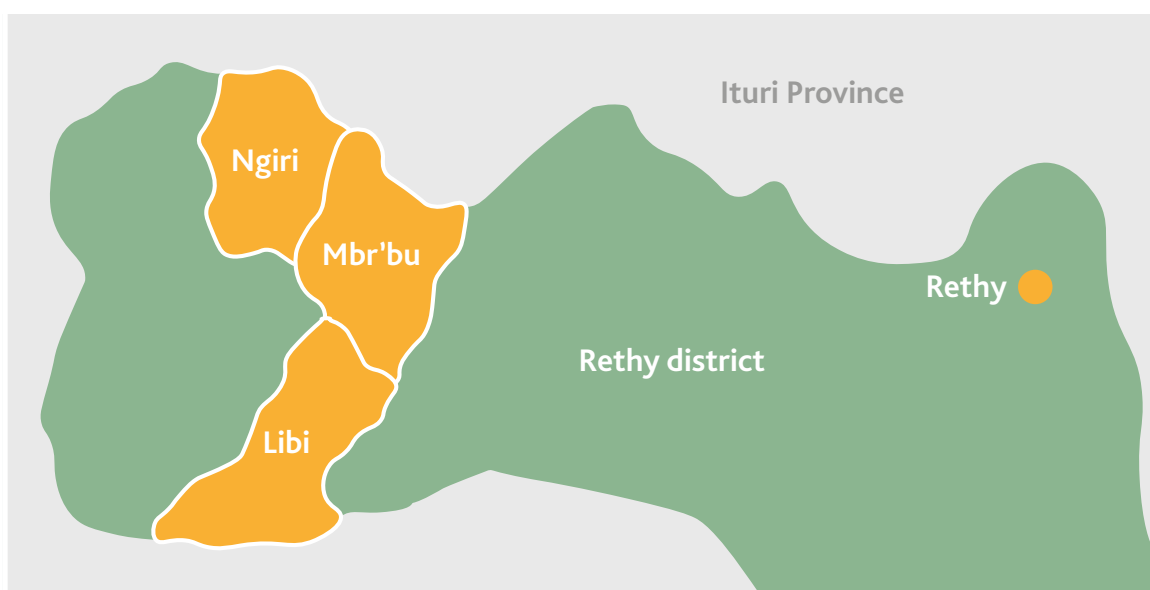 Ituri Province
Ngiri
Mbr’bu
Rethy
Rethy district
Libi